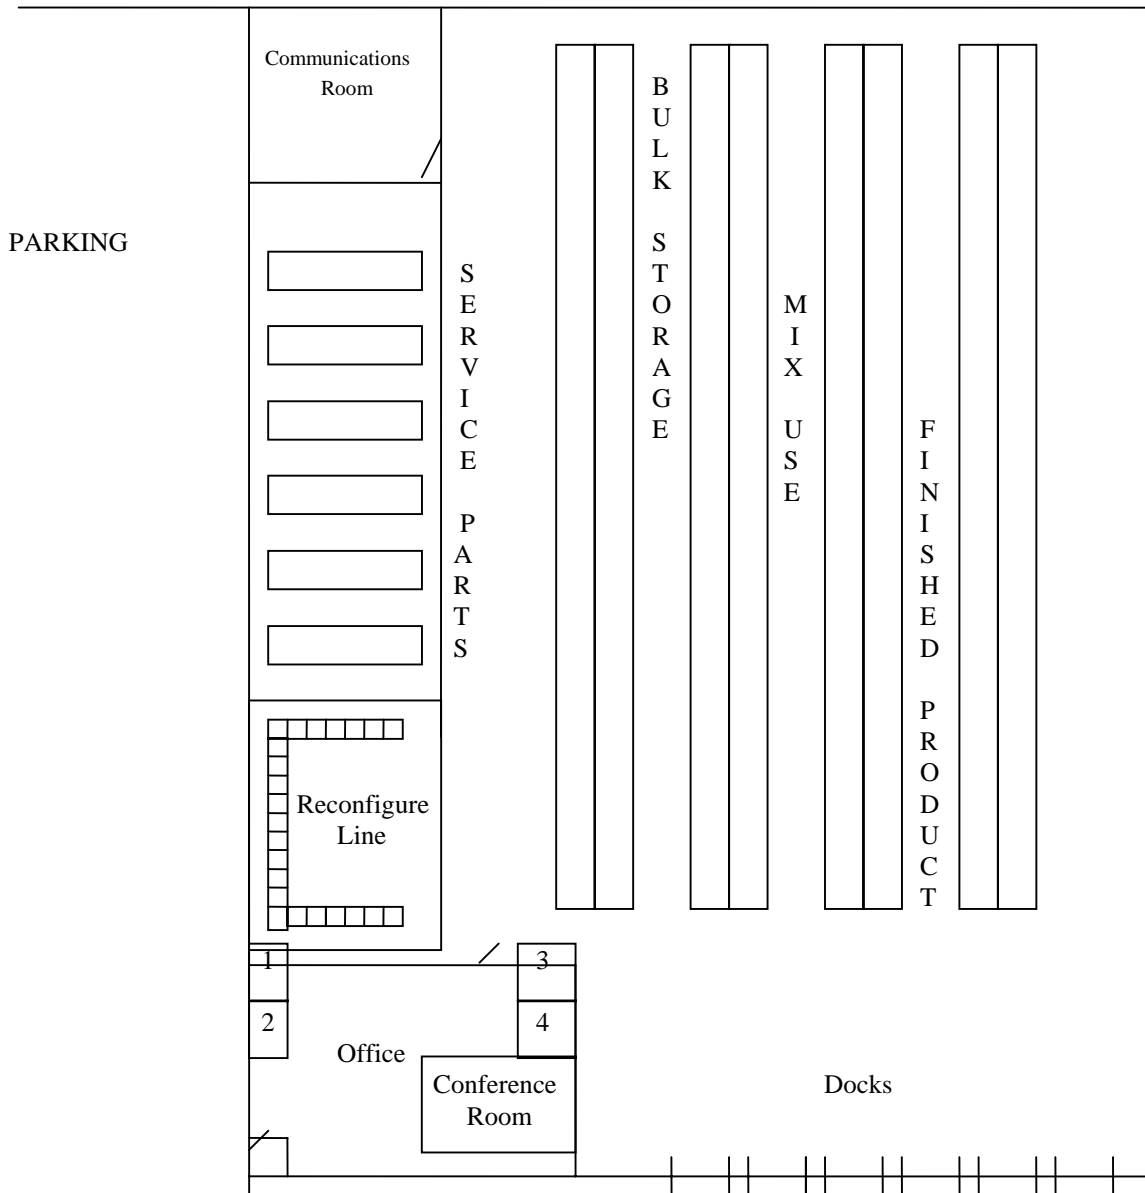 Communications
Room
PARKING
SERVICE PARTS
BULK STORAGE
MIX USE
FINISHED PRODUCT
Reconfigure
Line
1
2
3
4
Office
Conference
Room
Docks